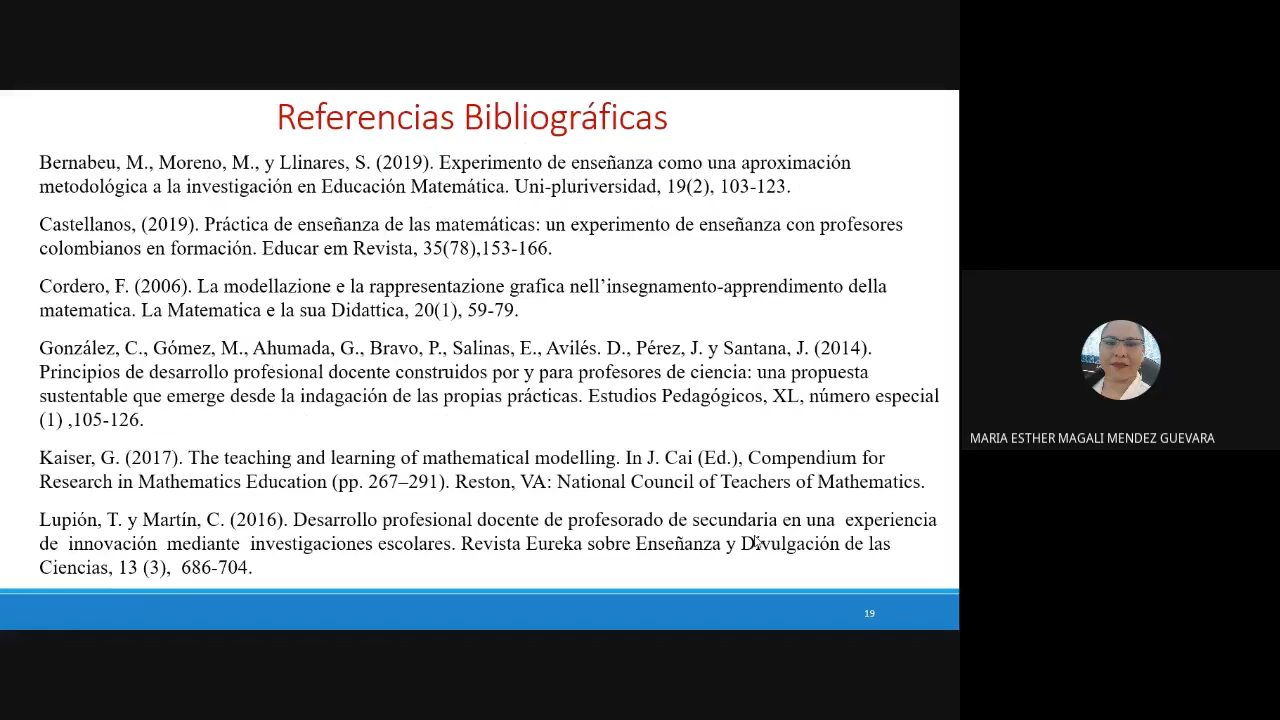 Referencias Bibliográficas
Bernabeu, M., Moreno, M., y Llinares, S. (2019). Experimento de enseñanza como una aproximación
metodológica a la investigación en Educación Matemática. Uni-pluriversidad, 19(2), 103-123.
Castellanos, (2019). Práctica de enseñanza de las matemáticas: un experimento de enseñanza con profesores
colombianos en formación. Educar em Revista, 35(78),153-166.
Cordero, F. (2006). La modellazione e la rappresentazione grafica nell’insegnamento-apprendimento della
matematica. La Matematica e la sua Didattica, 20(1), 59-79.
González, C., Gómez, M., Ahumada, G., Bravo, P., Salinas, E., Avilés. D., Pérez, J. y Santana, J. (2014).
Principios de desarrollo profesional docente construidos por y para profesores de ciencia: una propuesta
sustentable que emerge desde la indagación de las propias prácticas. Estudios Pedagógicos, XL, número especial
(1) ,105-126.
Kaiser, G. (2017). The teaching and learning of mathematical modelling. In J. Cai (Ed.), Compendium for
Research in Mathematics Education (pp. 267–291). Reston, VA: National Council of Teachers of Mathematics.
Lupión, T. y Martín, C. (2016). Desarrollo profesional docente de profesorado de secundaria en una experiencia
de innovación mediante investigaciones escolares. Revista Eureka sobre Enseñanza y Divulgación de las
Ciencias, 13 (3), 686-704.
19
MARIA ESTHER MAGALI MENDEZ GUEVARA